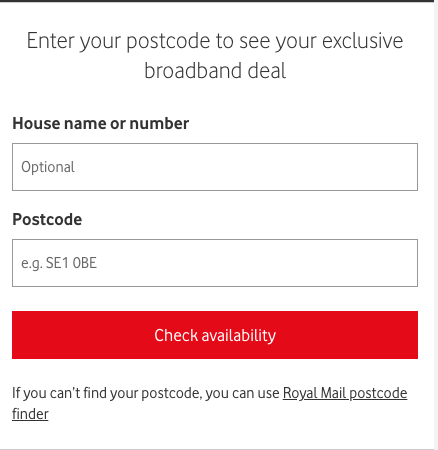 Enter your postcode to see your exclusive
broadband deal
House name or number
Optional
Postcode
e.g. SE1 0BE
Check availability
If you can't find your postcode, you can use Royal Mail postcode
finder